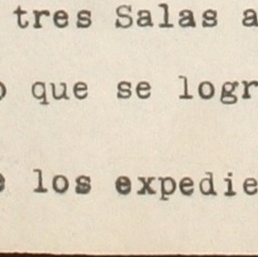 tres Salas a
o que se logr
e los expedie